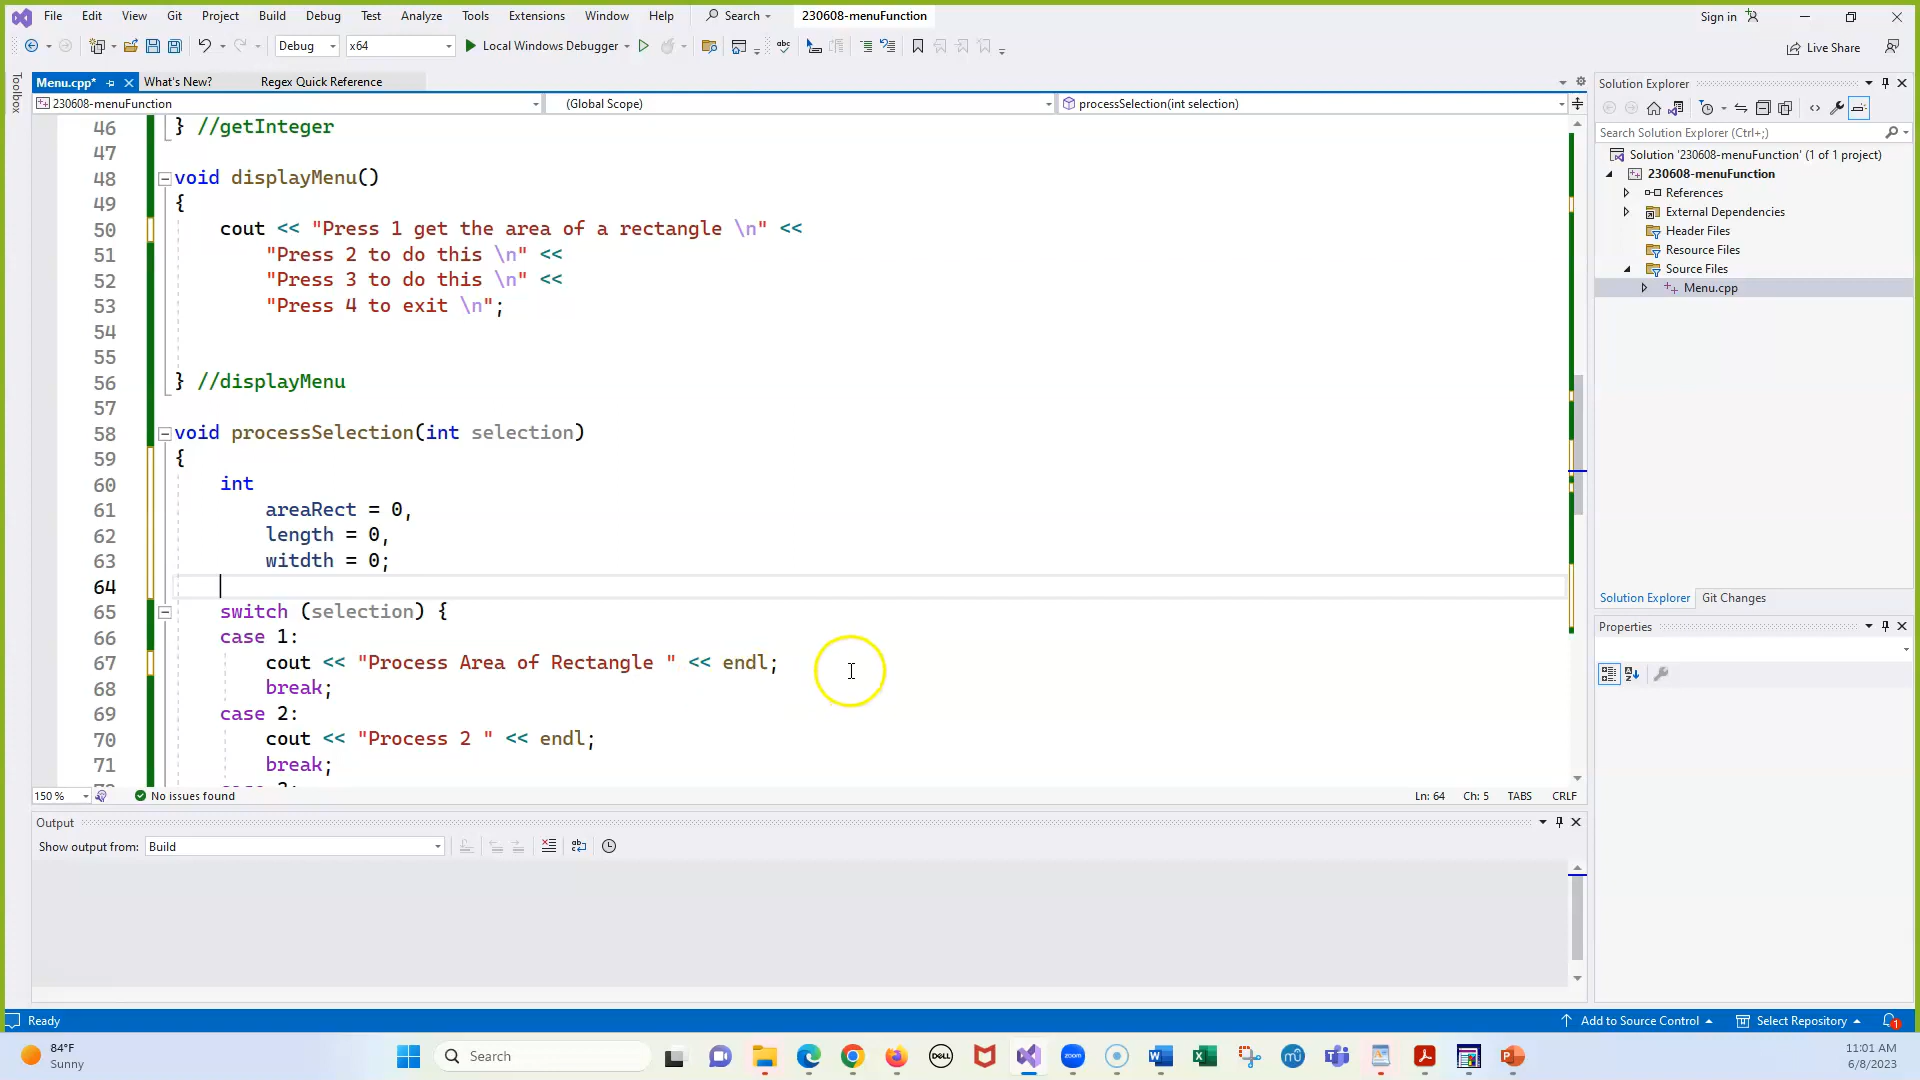 File Edit View Git Project Build Debug Test Analyze Tools Extensions Window Help Search 230608-menuFunction Sign in
Debug x64 Local Windows Debugger Live Share
Toolbox
Menu.cpp* What's New? Regex Quick Reference
230608-menuFunction (Global Scope) processSelection(int selection)
46 } //getInteger
47
48 void displayMenu()
49 {
50 cout << "Press 1 get the area of a rectangle \n" <<
51 "Press 2 to do this \n" <<
52 "Press 3 to do this \n" <<
53 "Press 4 to exit \n";
54
55
56 } //displayMenu
57
58 void processSelection(int selection)
59 {
60 int
61 areaRect = 0,
62 length = 0,
63 witdth = 0;
64
65 switch (selection) {
66 case 1:
67 cout << "Process Area of Rectangle " << endl;
68 break;
69 case 2:
70 cout << "Process 2 " << endl;
71 break;
150 % No issues found Ln: 64 Ch: 5 TABS CRLF
Output
Show output from: Build
Solution Explorer
Search Solution Explorer (Ctrl+;)
Solution '230608-menuFunction' (1 of 1 project)
230608-menuFunction
References
External Dependencies
Header Files
Resource Files
Source Files
Menu.cpp
Solution Explorer Git Changes
Properties
Ready Add to Source Control Select Repository 1
84°F
Sunny
Search
DELL
zoom
11:01 AM
6/8/2023